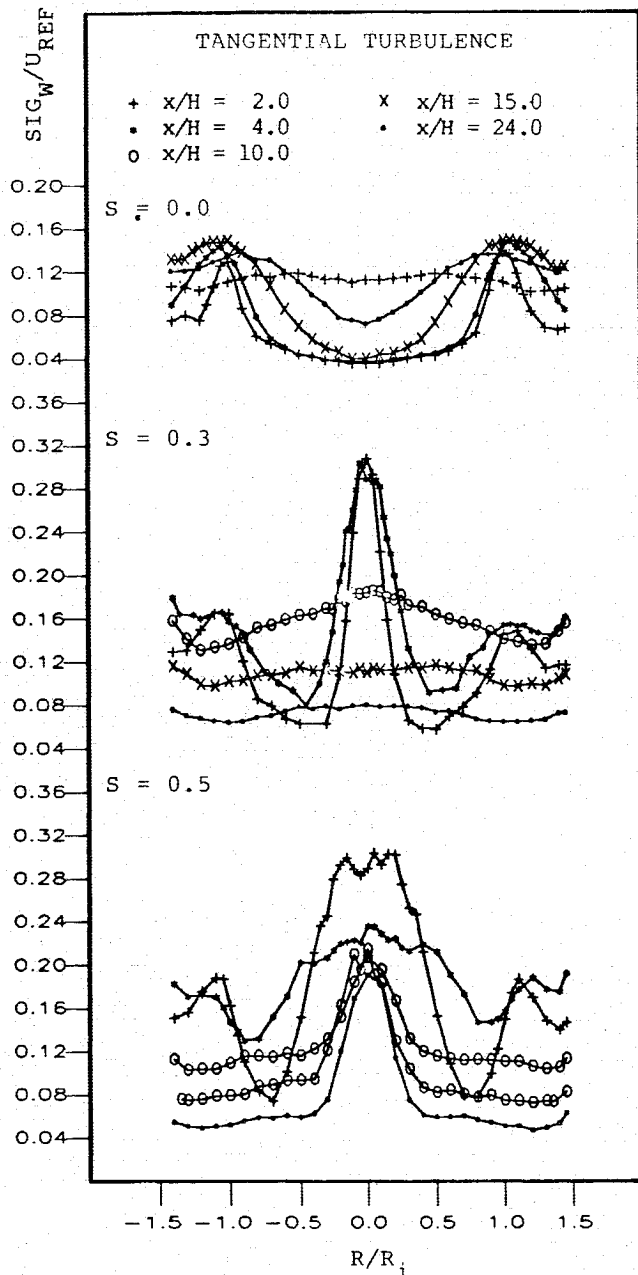 TANGENTIAL TURBULENCE
SIG_W/U_REF
+ x/H = 2.0
x x/H = 15.0
* x/H = 4.0
• x/H = 24.0
o x/H = 10.0
S = 0.0
0.20
0.16
0.12
0.08
0.04
0.36
S = 0.3
0.32
0.28
0.24
0.20
0.16
0.12
0.08
0.04
0.36
S = 0.5
0.32
0.28
0.24
0.20
0.16
0.12
0.08
0.04
-1.5 -1.0 -0.5 0.0 0.5 1.0 1.5
R/R_i